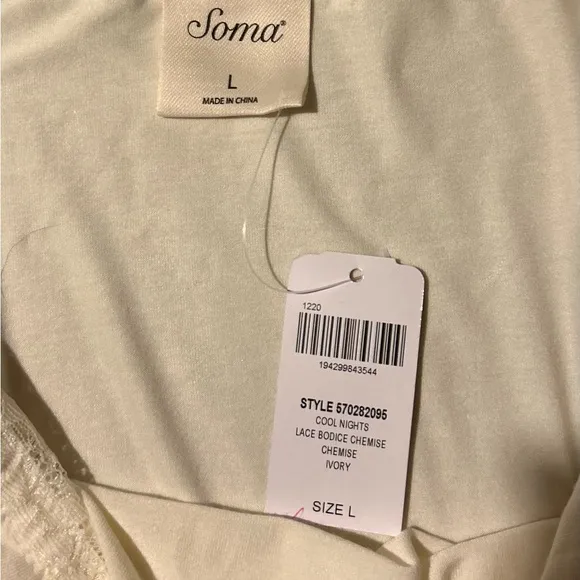 Soma®
L
MADE IN CHINA
1220
194299843544
STYLE 570282095
COOL NIGHTS
LACE BODICE CHEMISE
CHEMISE
IVORY
SIZE L